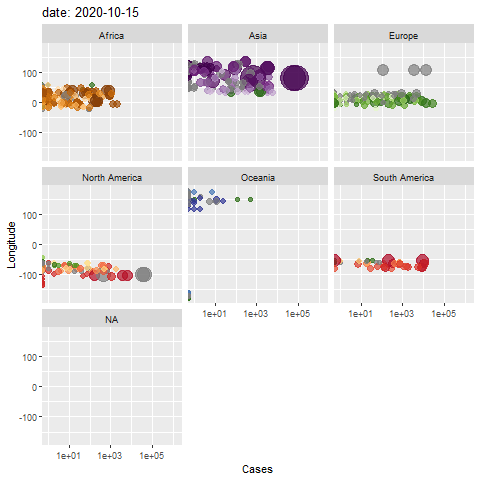 date: 2020-10-15
Africa Asia Europe
100
0
-100
North America Oceania South America
100
0
-100
1e+01 1e+03 1e+05 1e+01 1e+03 1e+05
NA
100
0
-100
1e+01 1e+03 1e+05
Longitude
Cases